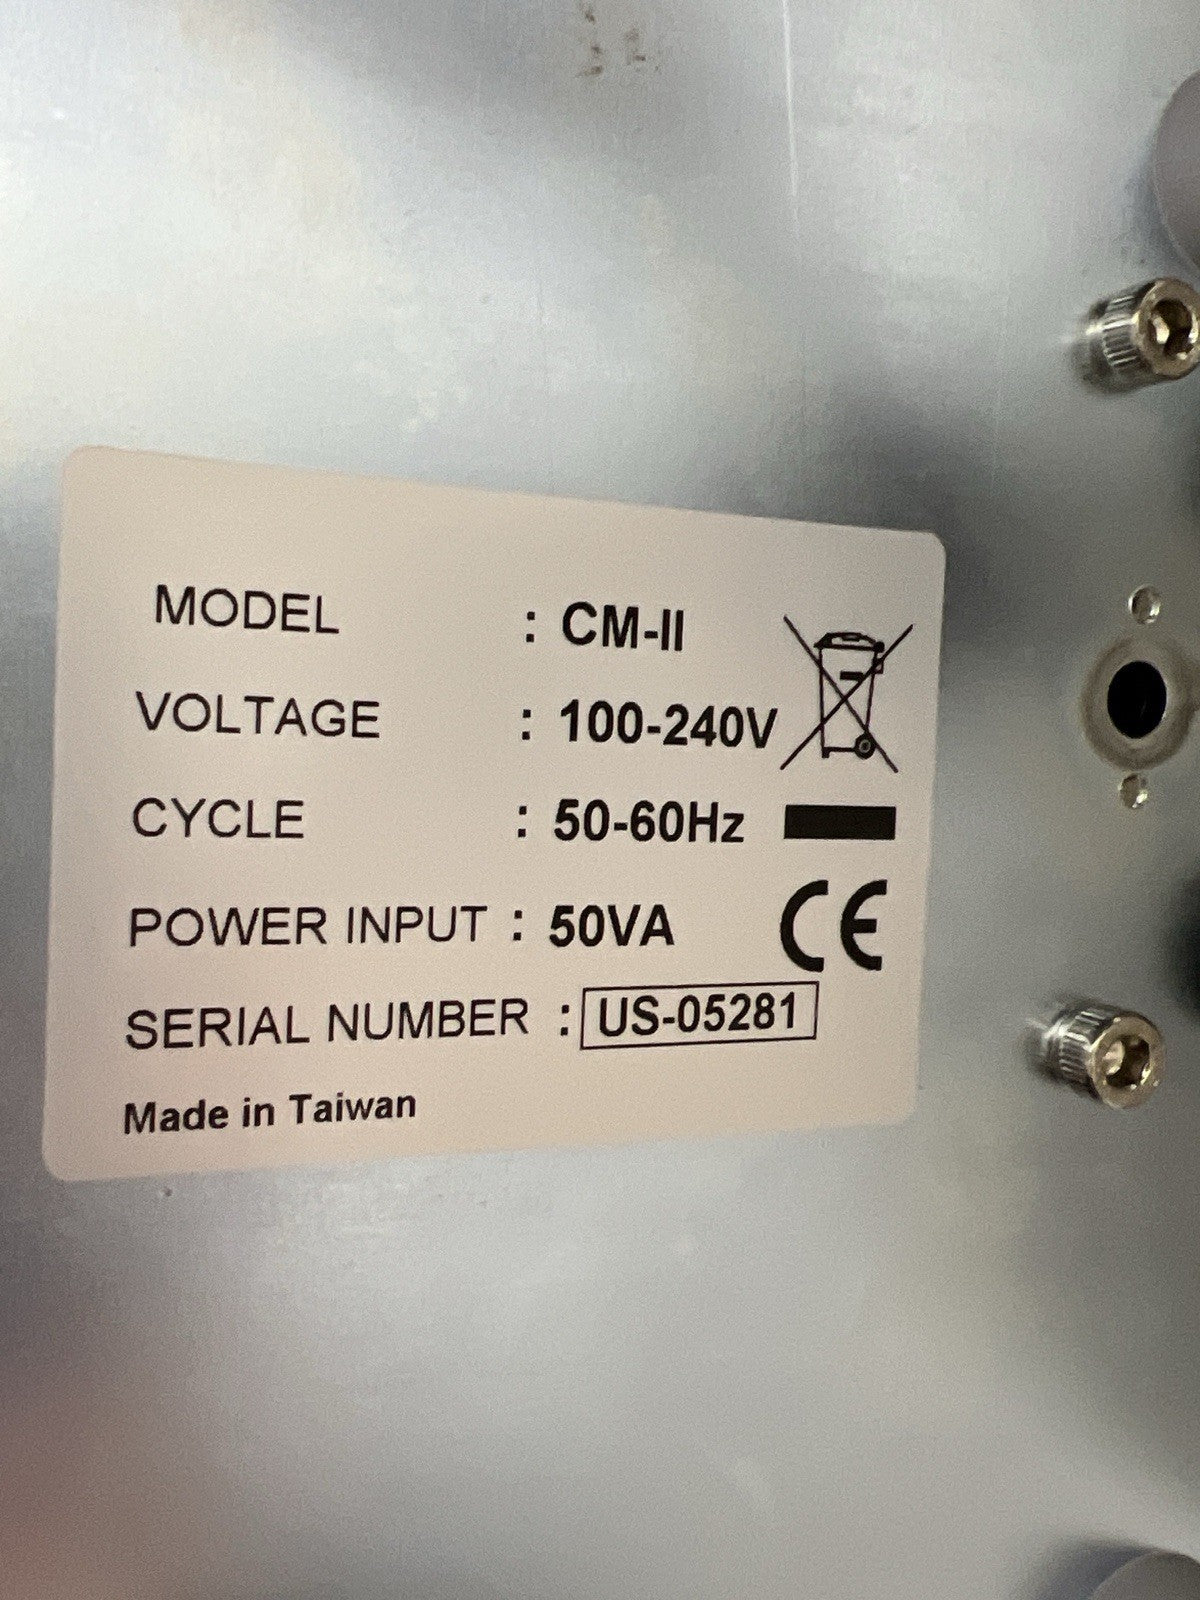 MODEL : CM-II
VOLTAGE : 100-240V
CYCLE : 50-60Hz
POWER INPUT : 50VA
CE
SERIAL NUMBER : US-05281
Made in Taiwan